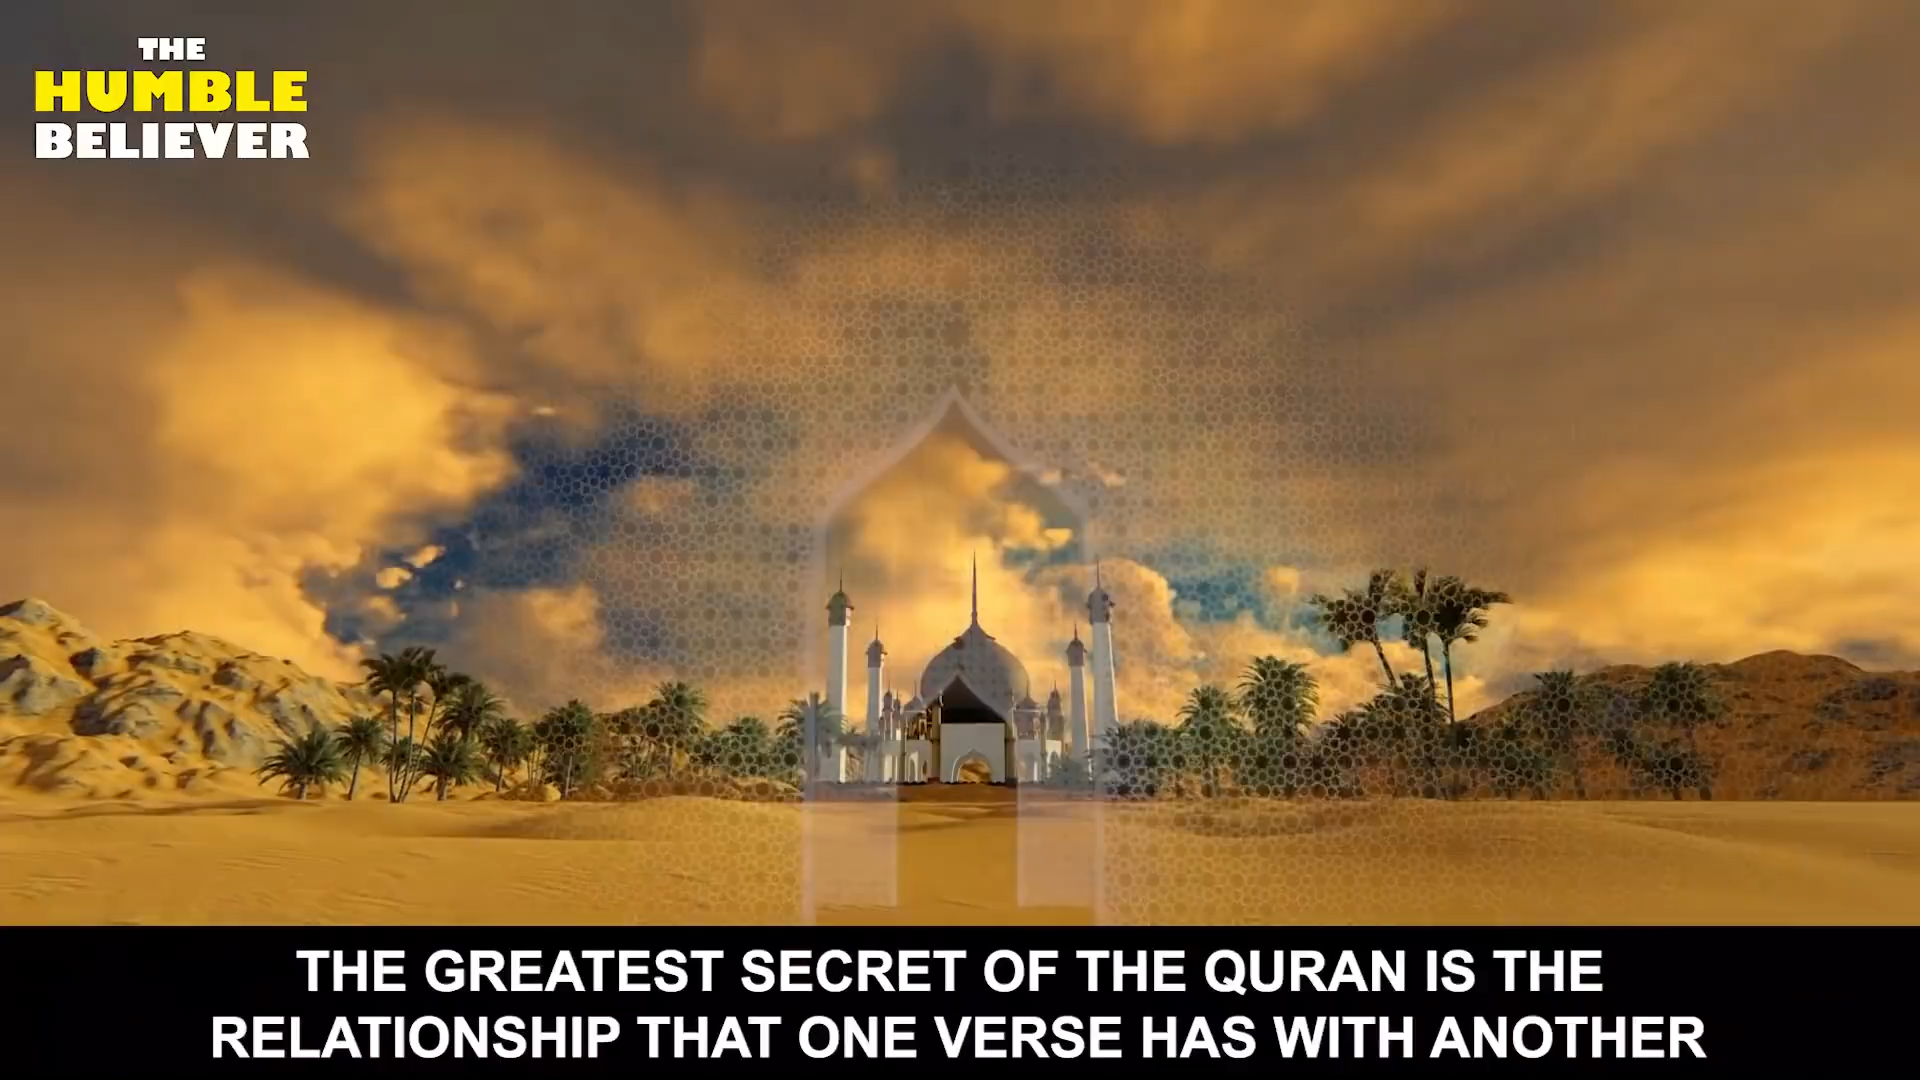 THE
HUMBLE
BELIEVER
THE GREATEST SECRET OF THE QURAN IS THE
RELATIONSHIP THAT ONE VERSE HAS WITH ANOTHER